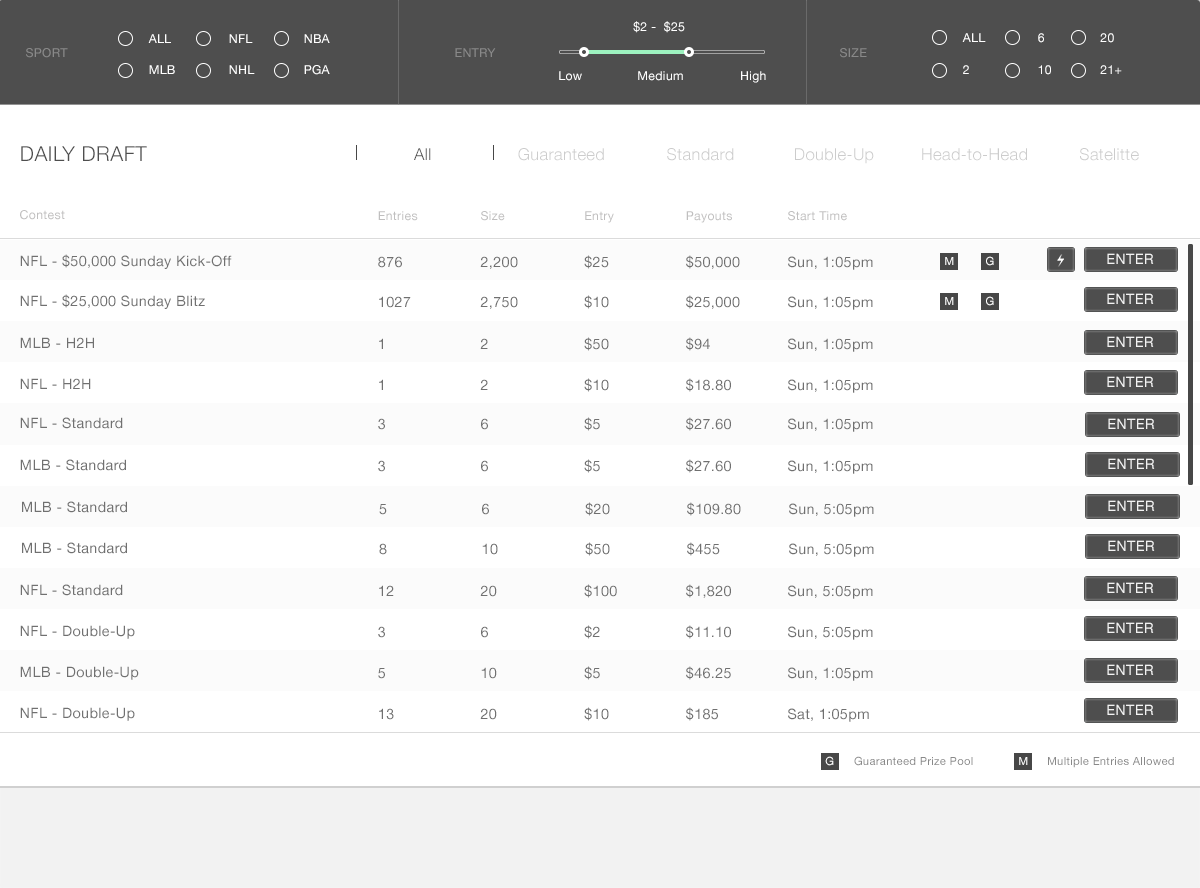 SPORT ALL NFL NBA
MLB NHL PGA
ENTRY $2 - $25
Low Medium High
SIZE ALL 6 20
2 10 21+
DAILY DRAFT All Guaranteed Standard Double-Up Head-to-Head Satelitte
Contest Entries Size Entry Payouts Start Time
NFL - $50,000 Sunday Kick-Off 876 2,200 $25 $50,000 Sun, 1:05pm M G ENTER
NFL - $25,000 Sunday Blitz 1027 2,750 $10 $25,000 Sun, 1:05pm M G ENTER
MLB - H2H 1 2 $50 $94 Sun, 1:05pm ENTER
NFL - H2H 1 2 $10 $18.80 Sun, 1:05pm ENTER
NFL - Standard 3 6 $5 $27.60 Sun, 1:05pm ENTER
MLB - Standard 3 6 $5 $27.60 Sun, 1:05pm ENTER
MLB - Standard 5 6 $20 $109.80 Sun, 5:05pm ENTER
MLB - Standard 8 10 $50 $455 Sun, 5:05pm ENTER
NFL - Standard 12 20 $100 $1,820 Sun, 5:05pm ENTER
NFL - Double-Up 3 6 $2 $11.10 Sun, 5:05pm ENTER
MLB - Double-Up 5 10 $5 $46.25 Sun, 1:05pm ENTER
NFL - Double-Up 13 20 $10 $185 Sat, 1:05pm ENTER
G Guaranteed Prize Pool M Multiple Entries Allowed